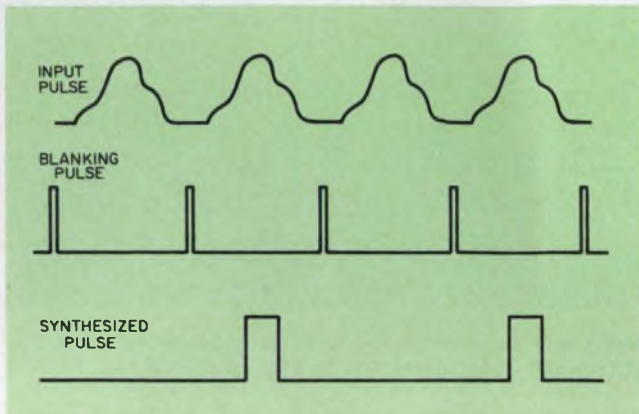 INPUT
PULSE
BLANKING
PULSE
SYNTHESIZED
PULSE